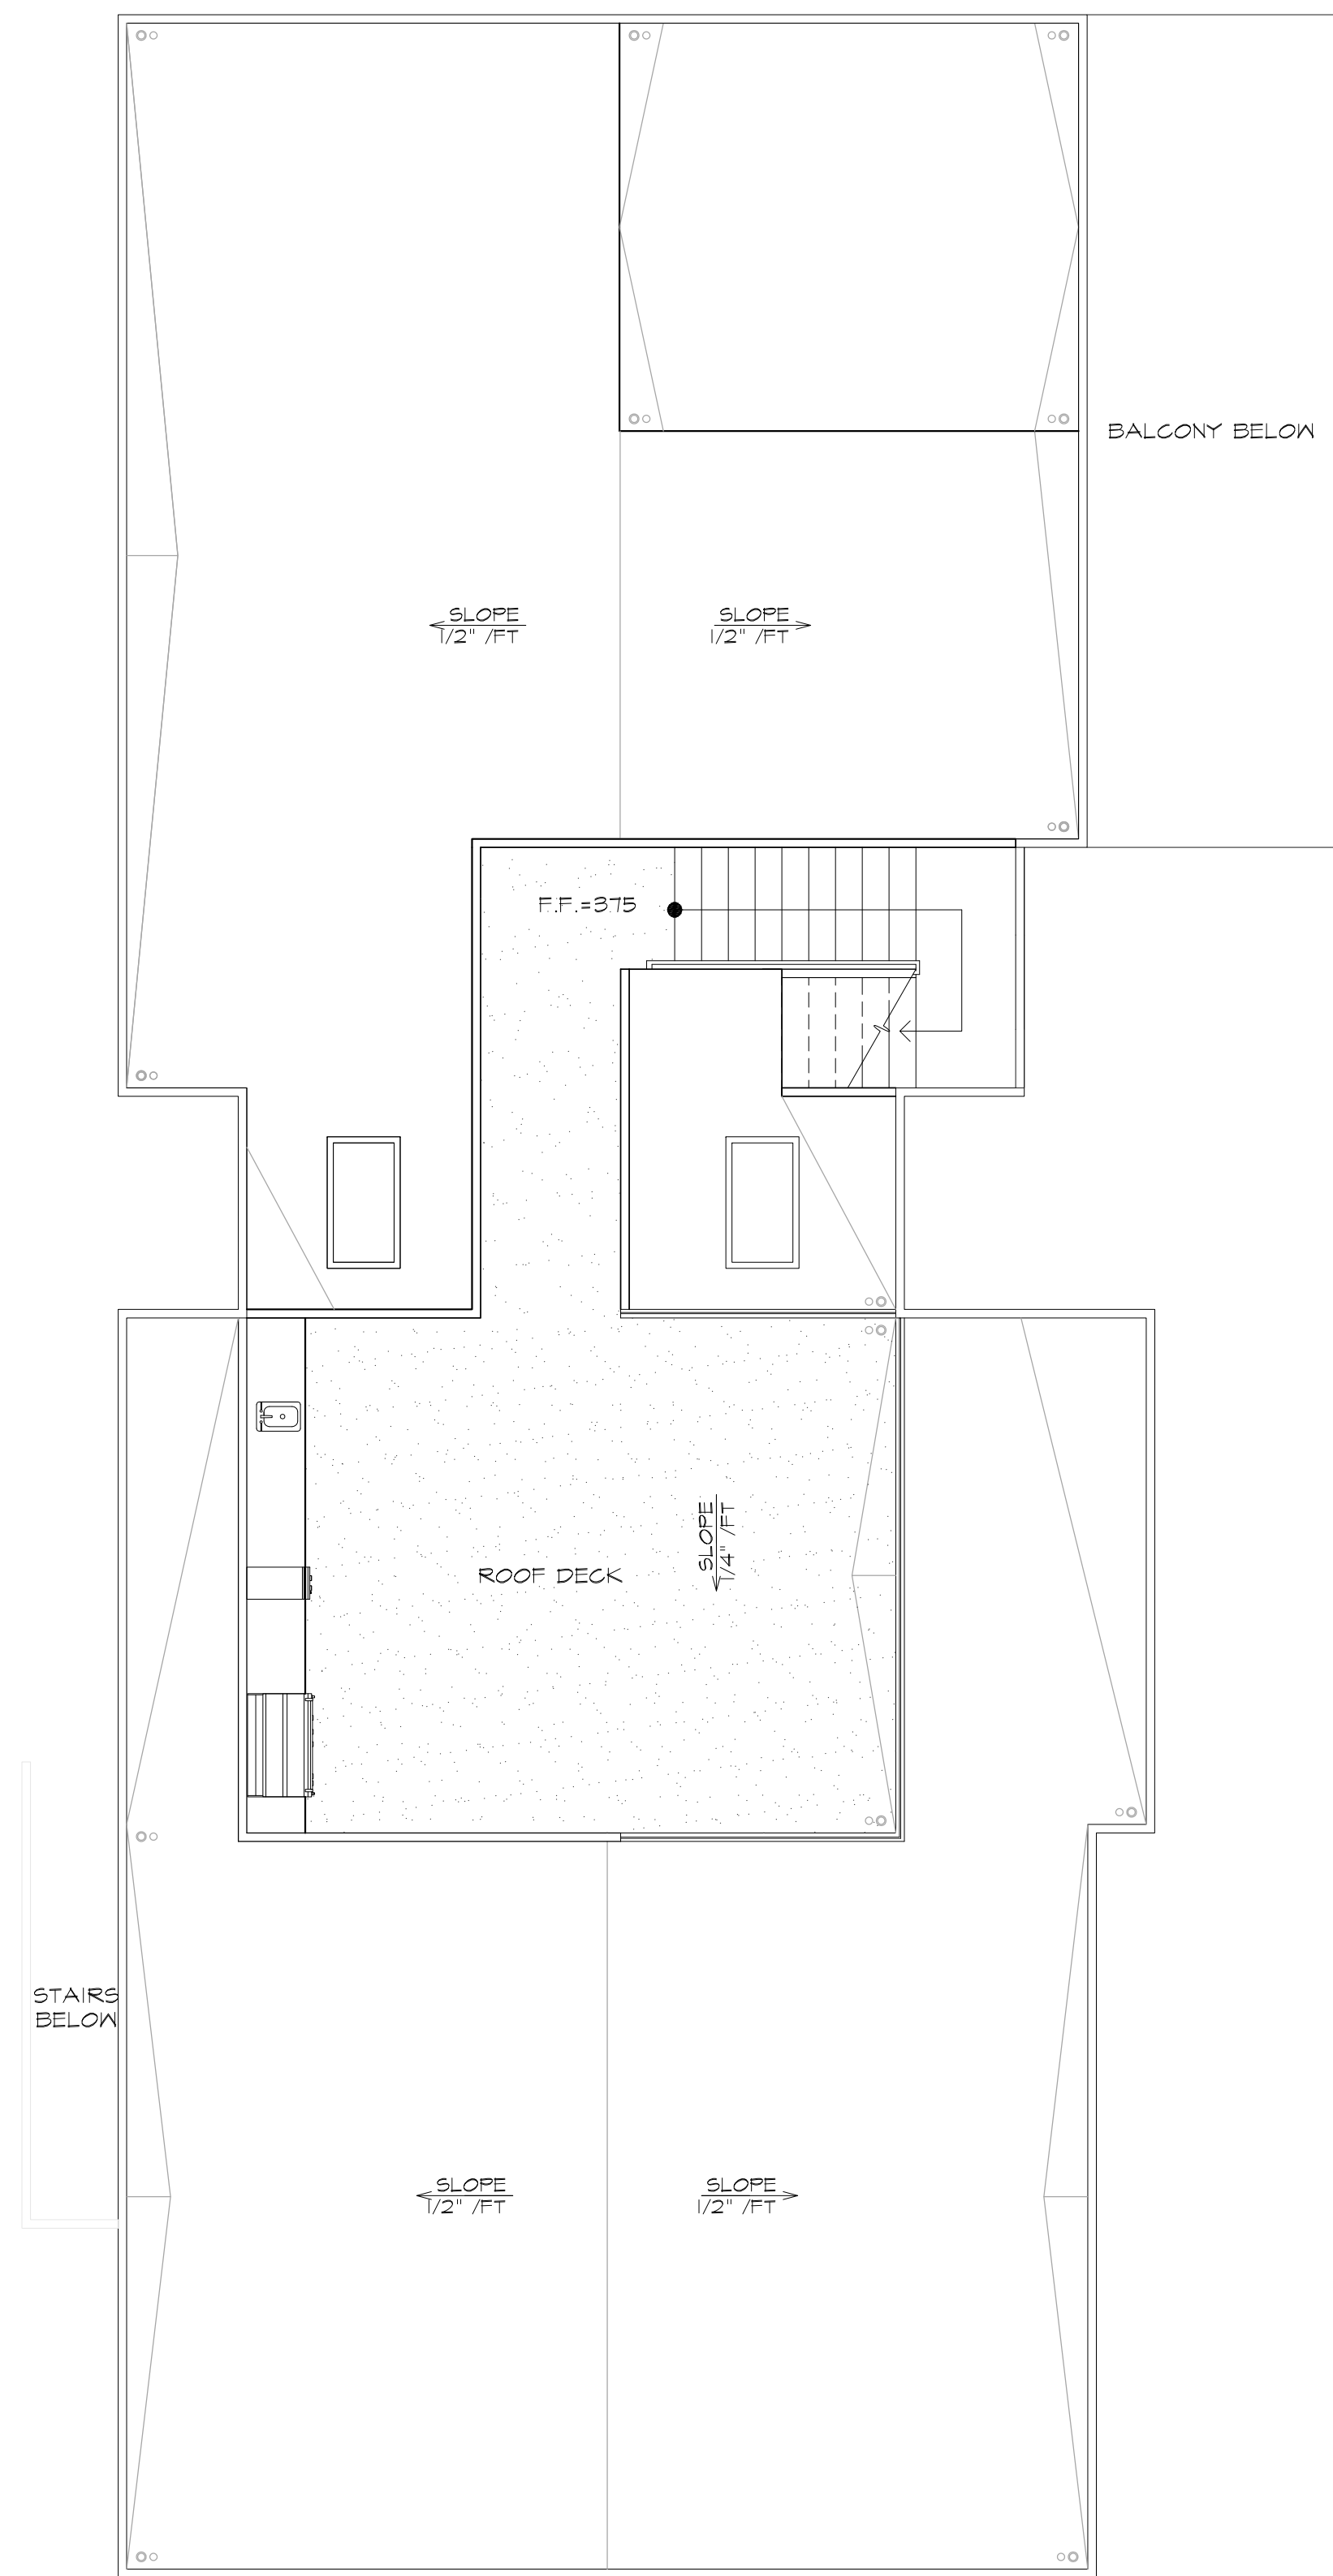 BALCONY BELOW
SLOPE
1/2" /FT
SLOPE
1/2" /FT
F.F.=375
SLOPE
1/4" /FT
ROOF DECK
STAIRS
BELOW
SLOPE
1/2" /FT
SLOPE
1/2" /FT